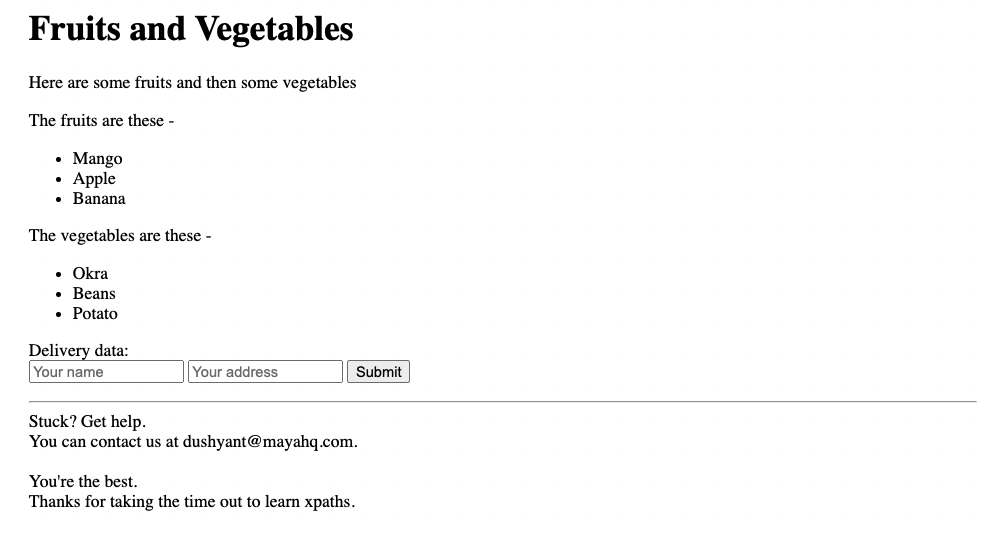 Fruits and Vegetables
Here are some fruits and then some vegetables
The fruits are these -
• Mango
• Apple
• Banana
The vegetables are these -
• Okra
• Beans
• Potato
Delivery data:
Your name Your address Submit
Stuck? Get help.
You can contact us at dushyant@mayahq.com.
You're the best.
Thanks for taking the time out to learn xpaths.